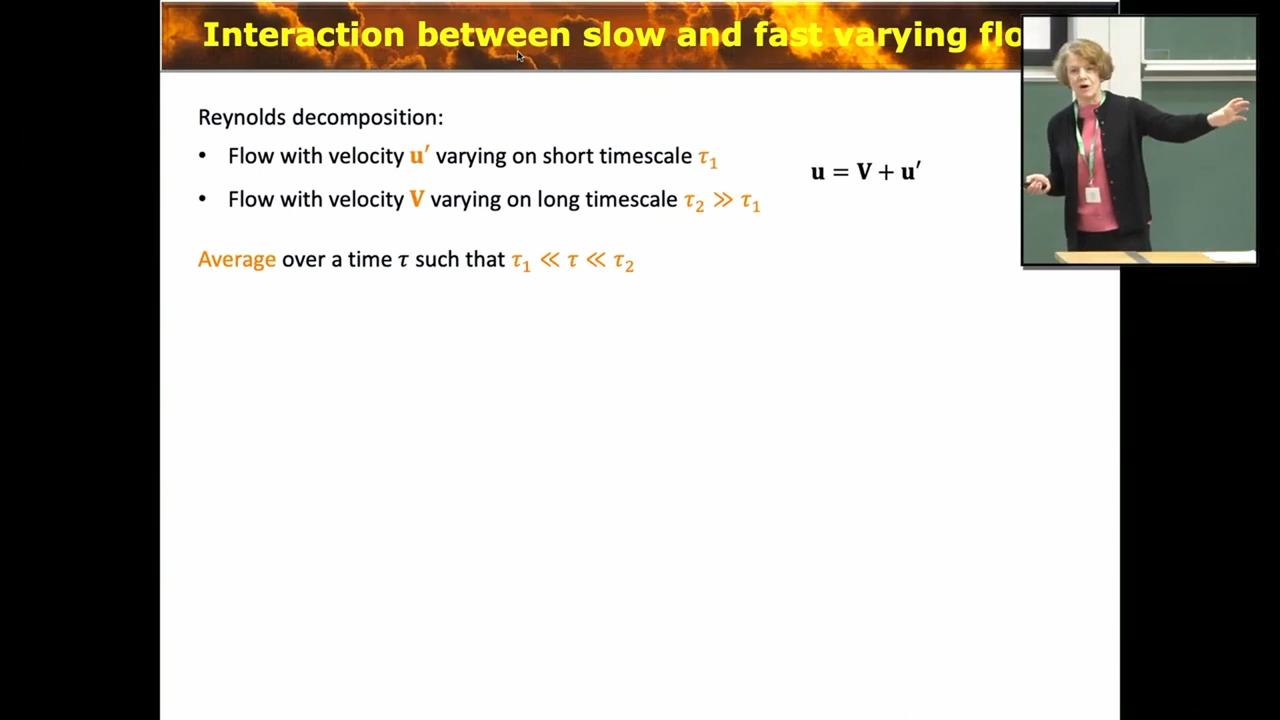 Interaction between slow and fast varying flo
Reynolds decomposition:
• Flow with velocity 𝐮′ varying on short timescale τ₁
𝐮 = 𝐕 + 𝐮′
• Flow with velocity 𝐕 varying on long timescale τ₂ ≫ τ₁
Average over a time τ such that τ₁ ≪ τ ≪ τ₂